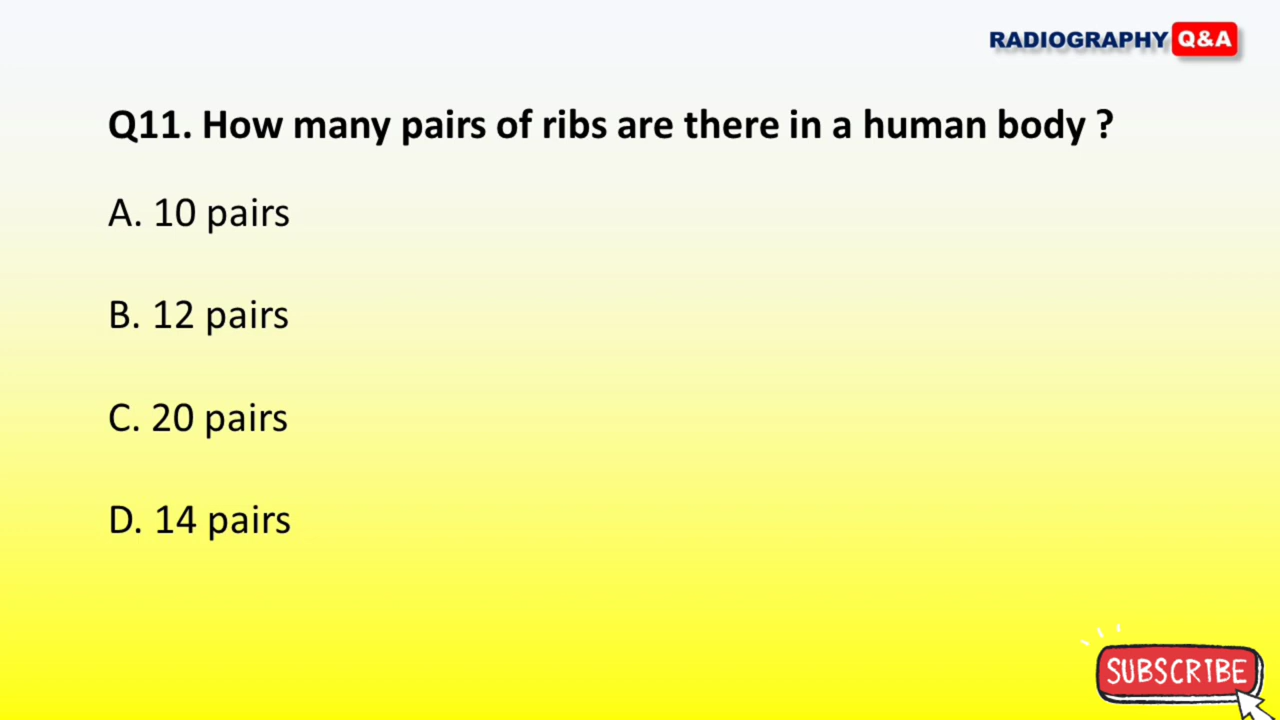 RADIOGRAPHY Q&A
Q11. How many pairs of ribs are there in a human body ?
A. 10 pairs
B. 12 pairs
C. 20 pairs
D. 14 pairs
SUBSCRIBE